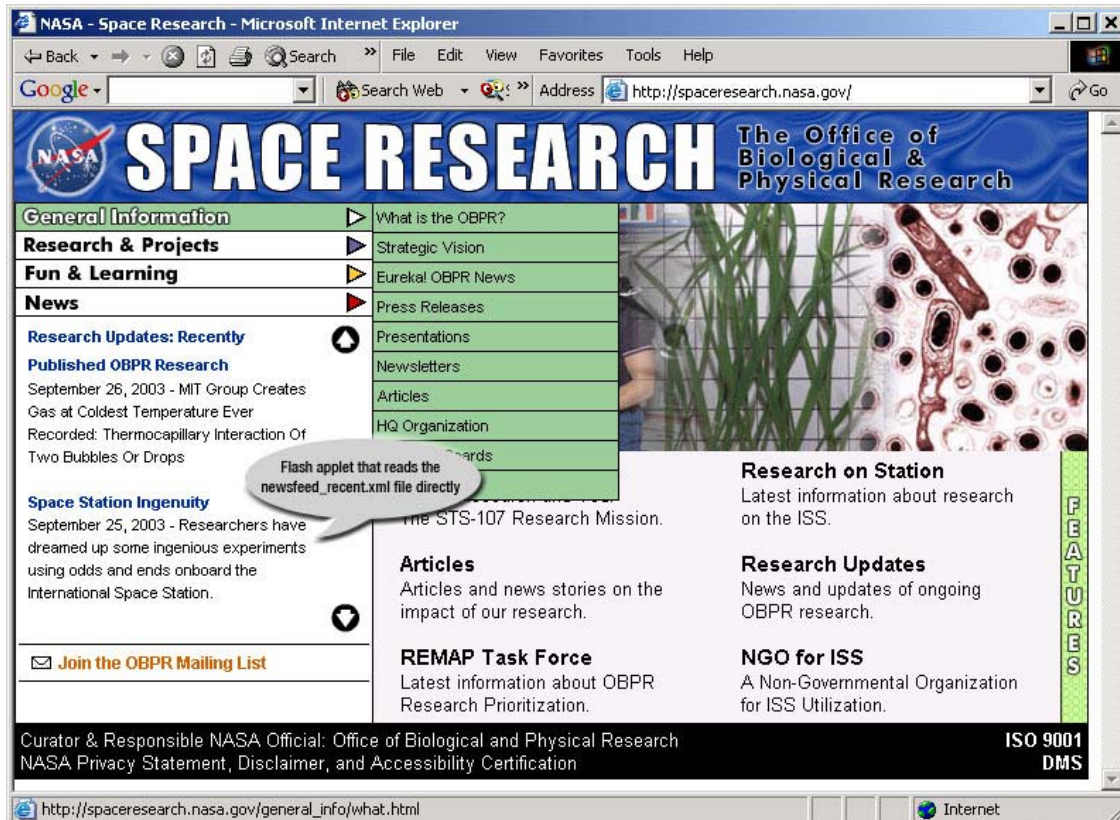 NASA - Space Research - Microsoft Internet Explorer
Back Search » File Edit View Favorites Tools Help
Google Search Web » Address http://spaceresearch.nasa.gov/ Go
NASA
SPACE RESEARCH
The Office of
Biological &
Physical Research
General Information
Research & Projects
Fun & Learning
News
What is the OBPR?
Strategic Vision
Eureka! OBPR News
Press Releases
Presentations
Newsletters
Articles
HQ Organization
Research Updates: Recently
Published OBPR Research
September 26, 2003 - MIT Group Creates
Gas at Coldest Temperature Ever
Recorded: Thermocapillary Interaction Of
Two Bubbles Or Drops
Flash applet that reads the
newsfeed_recent.xml file directly
Space Station Ingenuity
September 25, 2003 - Researchers have
dreamed up some ingenious experiments
using odds and ends onboard the
International Space Station.
Join the OBPR Mailing List
The STS-107 Research Mission.
Articles
Articles and news stories on the
impact of our research.
REMAP Task Force
Latest information about OBPR
Research Prioritization.
Research on Station
Latest information about research
on the ISS.
Research Updates
News and updates of ongoing
OBPR research.
NGO for ISS
A Non-Governmental Organization
for ISS Utilization.
FEATURES
Curator & Responsible NASA Official: Office of Biological and Physical Research
NASA Privacy Statement, Disclaimer, and Accessibility Certification
ISO 9001
DMS
http://spaceresearch.nasa.gov/general_info/what.html
Internet